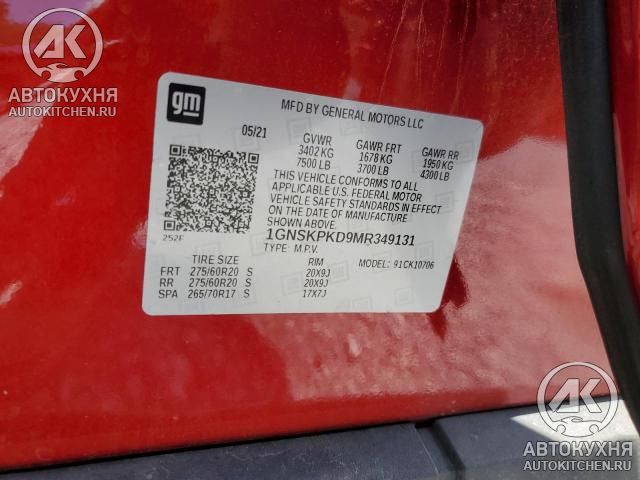 AK
АВТОКУХНЯ
AUTOKITCHEN.RU
gm
MFD BY GENERAL MOTORS LLC
05/21 GVWR GAWR FRT GAWR RR
3402 KG 1678 KG 1950 KG
7500 LB 3700 LB 4300 LB
THIS VEHICLE CONFORMS TO ALL
APPLICABLE U.S. FEDERAL MOTOR
VEHICLE SAFETY STANDARDS IN EFFECT
ON THE DATE OF MANUFACTURE
SHOWN ABOVE.
252F 1GNSKPKD9MR349131
TYPE: M.P.V. MODEL: 91CK10706
TIRE SIZE RIM
FRT 275/60R20 S 20X9J
RR 275/60R20 S 20X9J
SPA 265/70R17 S 17X7J
AK
АВТОКУХНЯ
AUTOKITCHEN.RU